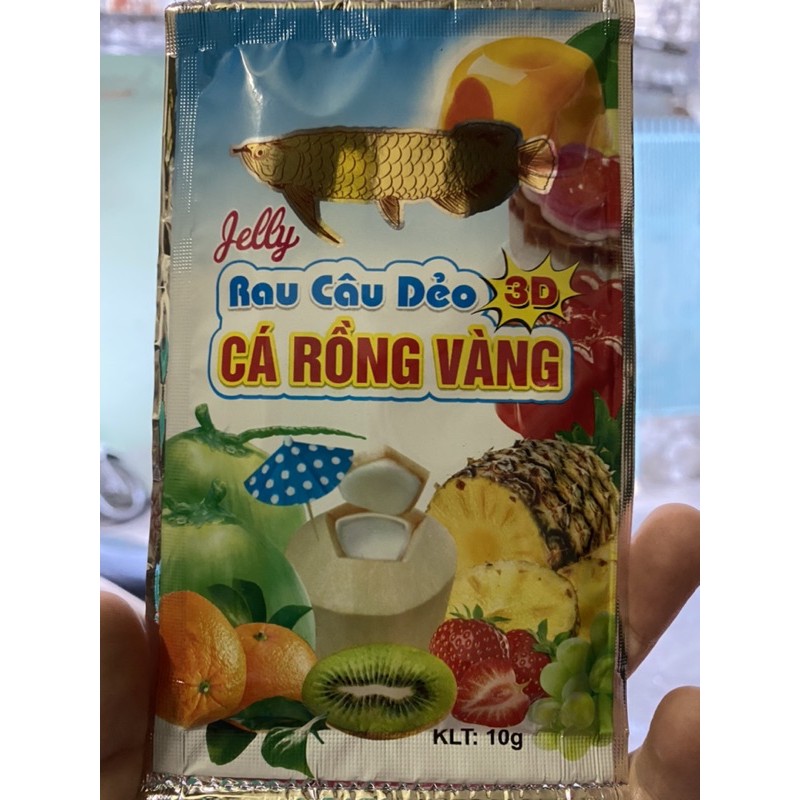 Jelly
Rau Câu Dẻo 3D
CÁ RỒNG VÀNG
KLT: 10g